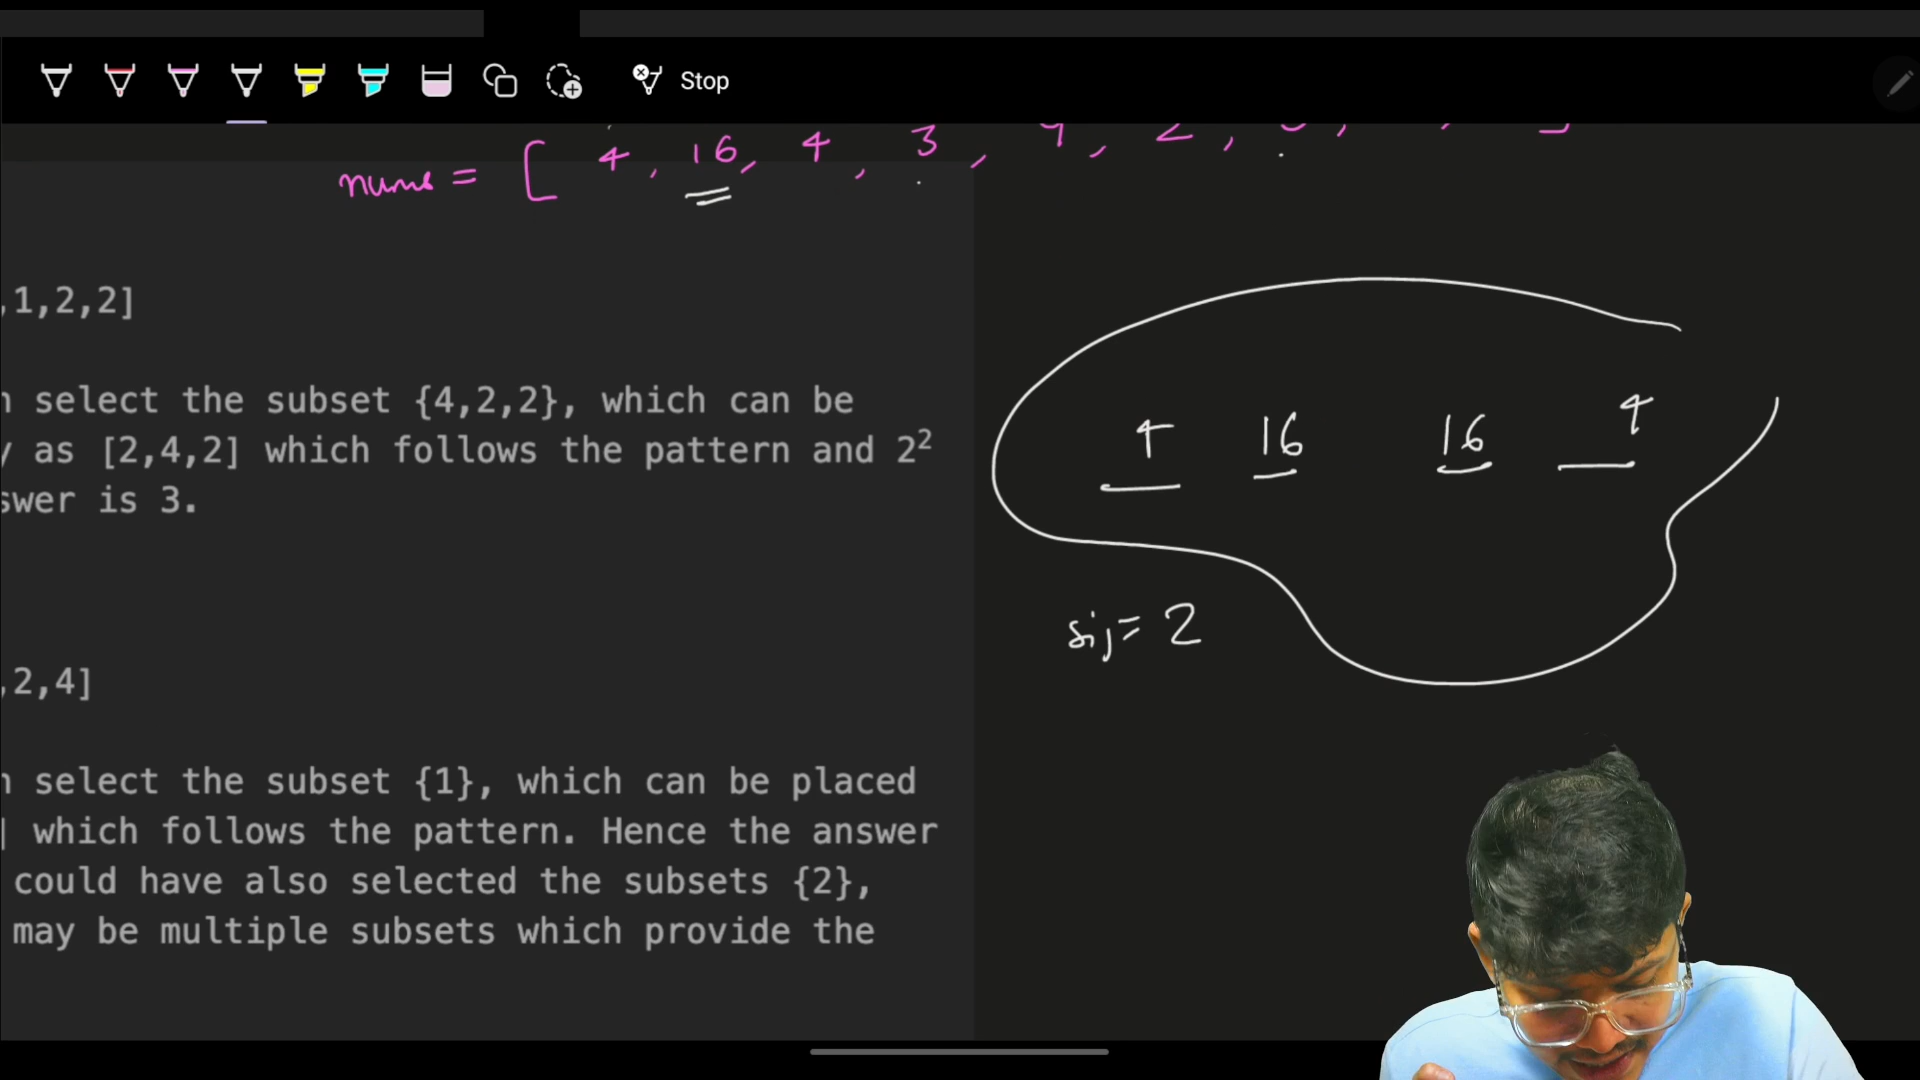 Stop
nums = [ 4, 16, 4, 3, , 2, , , ]
,1,2,2]
select the subset {4,2,2}, which can be
as [2,4,2] which follows the pattern and 2²
swer is 3.
,2,4]
select the subset {1}, which can be placed
which follows the pattern. Hence the answer
could have also selected the subsets {2},
may be multiple subsets which provide the
4 16 16 4
= 2